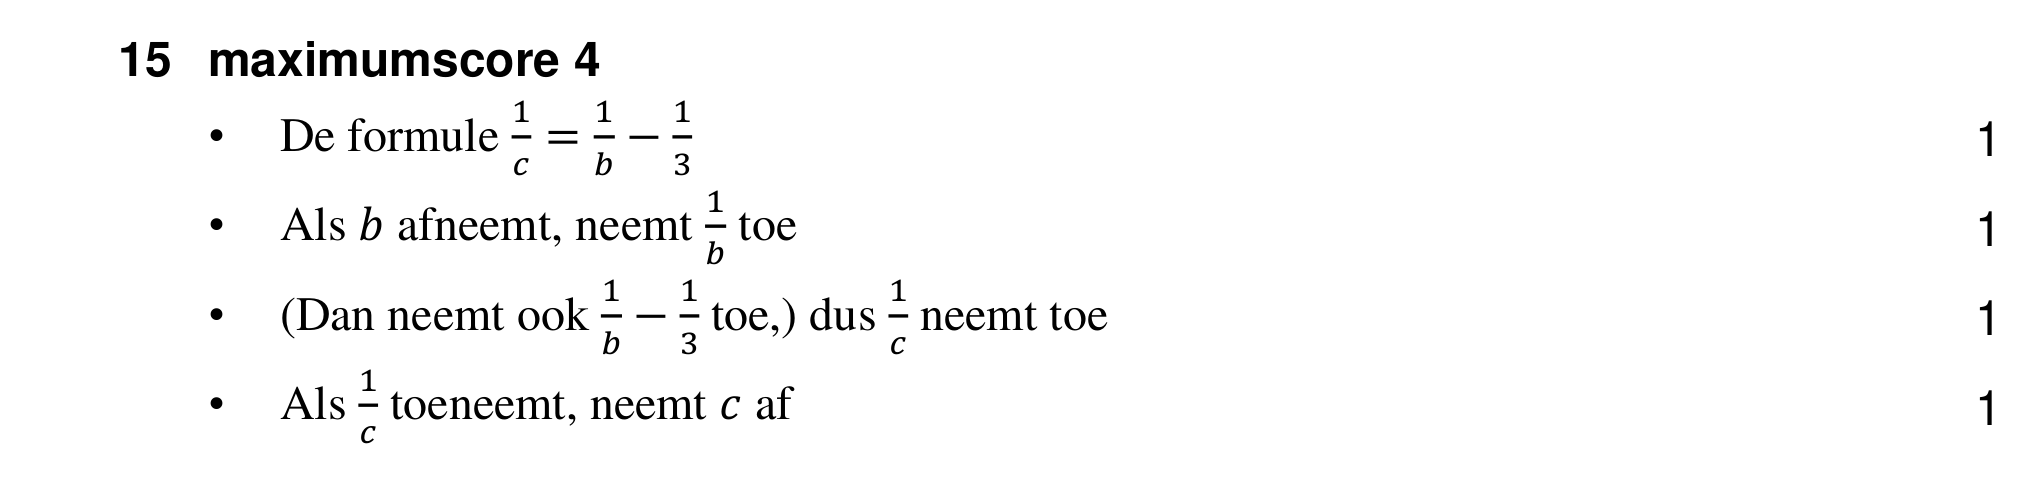 15 maximumscore 4
• De formule 1/c = 1/b − 1/3 1
• Als b afneemt, neemt 1/b toe 1
• (Dan neemt ook 1/b − 1/3 toe,) dus 1/c neemt toe 1
• Als 1/c toeneemt, neemt c af 1